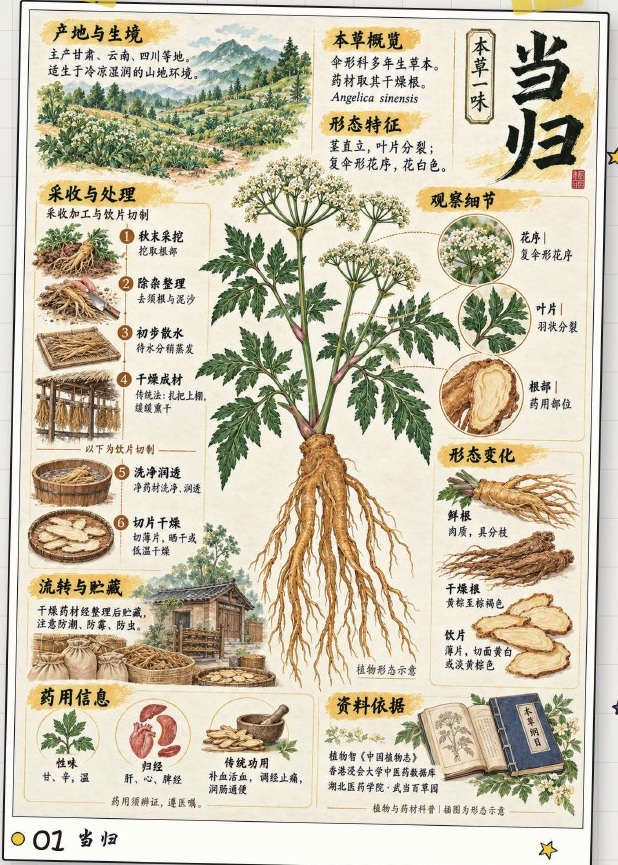 产地与生境
主产甘肃、云南、四川等地。
适生于冷凉湿润的山地环境。
本草概览
伞形科多年生草本。
药材取其干燥根。
Angelica sinensis
形态特征
茎直立，叶片分裂；
复伞形花序，花白色。
本草一味
当归
采收与处理
采收加工与饮片切制
1 秋末采挖
挖取根部
2 除杂整理
去须根与泥沙
3 初步散水
待水分稍蒸发
4 干燥成材
传统法：扎把上棚，
缓缓熏干
以下为饮片切制
5 洗净润透
净药材洗净、润透
6 切片干燥
切薄片，晒干或
低温干燥
观察细节
花序
复伞形花序
叶片
羽状分裂
根部
药用部位
形态变化
鲜根
肉质，具分枝
干燥根
黄棕至棕褐色
饮片
薄片，切面黄白
或淡黄棕色
流转与贮藏
干燥药材经整理后贮藏，
注意防潮、防霉、防虫。
植物形态示意
药用信息
性味
甘、辛，温
归经
肝、心、脾经
传统功用
补血活血，调经止痛，
润肠通便
药用须辨证，遵医嘱。
资料依据
植物智《中国植物志》
香港浸会大学中医药数据库
湖北医药学院·武当百草园
本草纲目
植物与药材科普｜插图为形态示意
01 当归